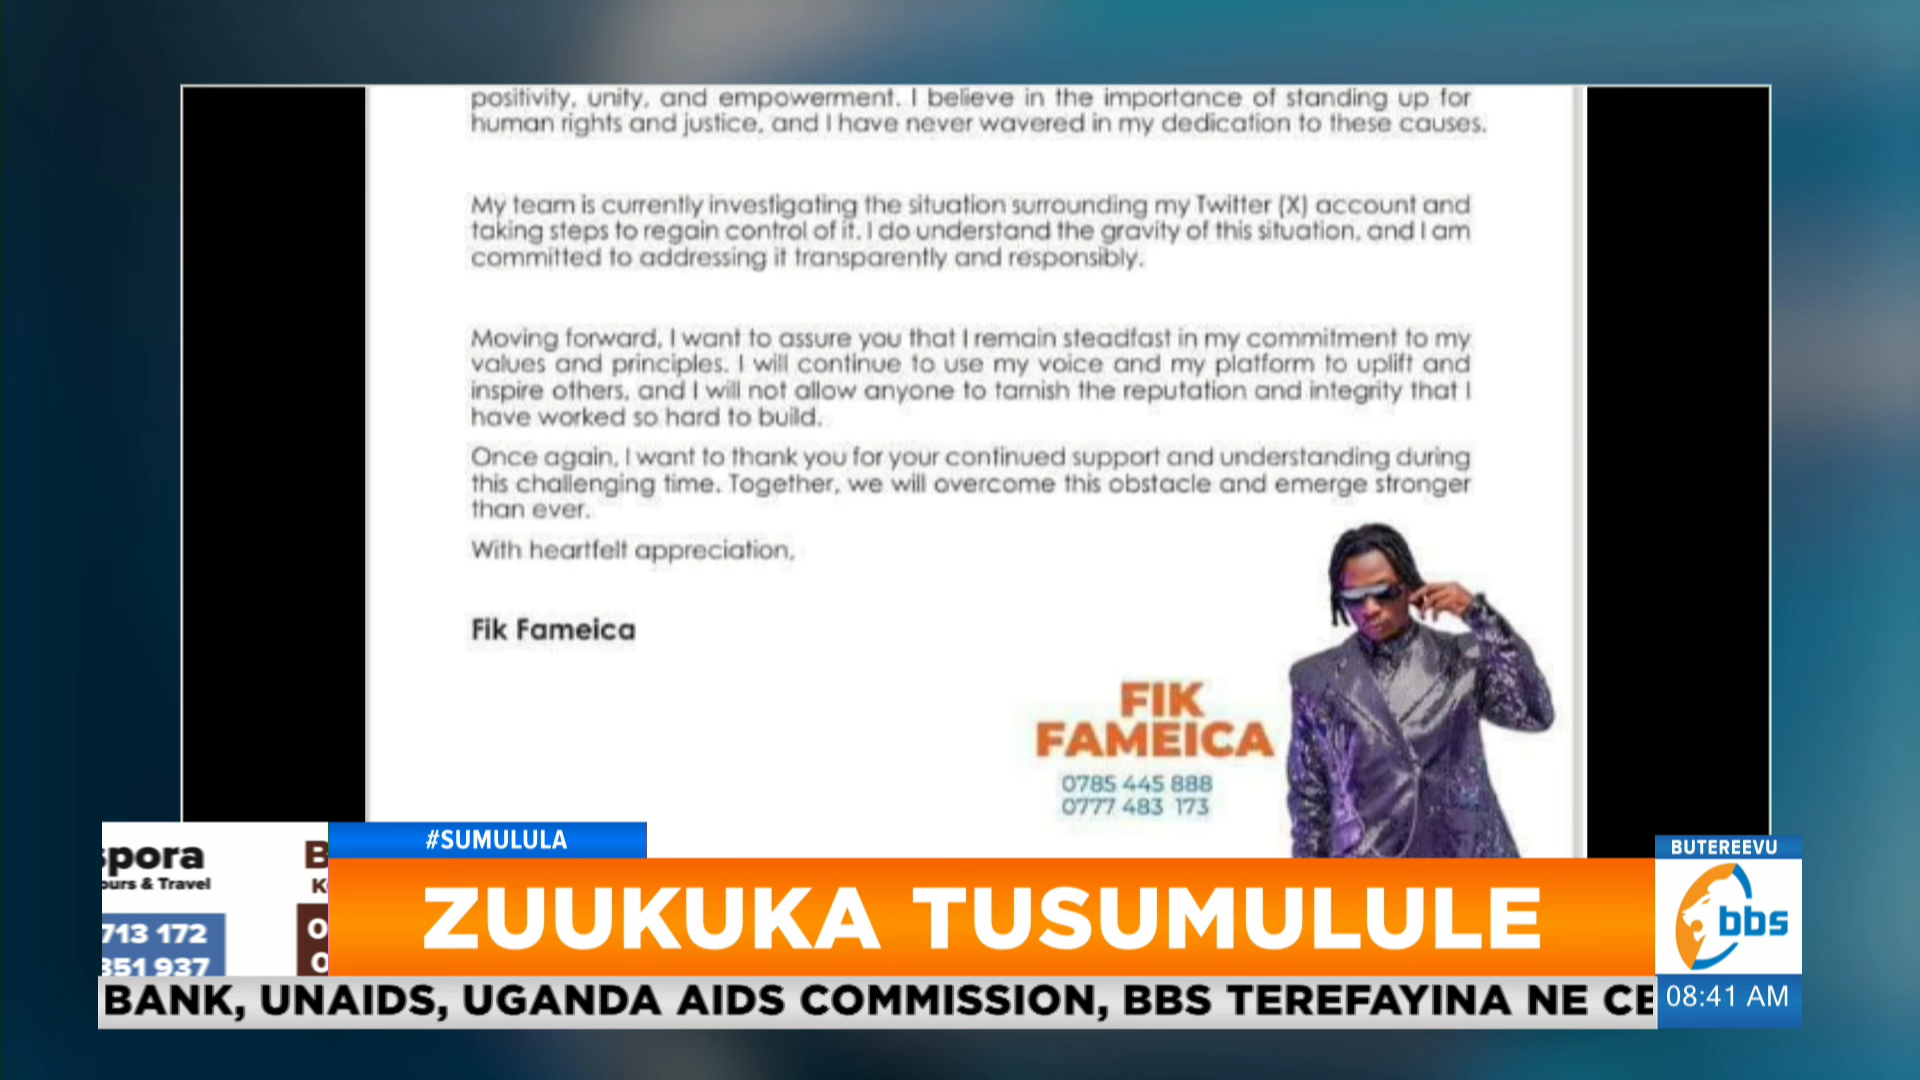 positivity, unity, and empowerment. I believe in the importance of standing up for
human rights and justice, and I have never wavered in my dedication to these causes.
My team is currently investigating the situation surrounding my Twitter (X) account and
taking steps to regain control of it. I do understand the gravity of this situation, and I am
committed to addressing it transparently and responsibly.
Moving forward, I want to assure you that I remain steadfast in my commitment to my
values and principles. I will continue to use my voice and my platform to uplift and
inspire others, and I will not allow anyone to tarnish the reputation and integrity that I
have worked so hard to build.
Once again, I want to thank you for your continued support and understanding during
this challenging time. Together, we will overcome this obstacle and emerge stronger
than ever.
With heartfelt appreciation,
Fik Fameica
FIK
FAMEICA
0785 445 888
0777 483 173
#SUMULULA
ZUUKUKA TUSUMULULE
BUTEREEVU
bbs
08:41 AM
spora
ours & Travel
713 172
351 937
BANK, UNAIDS, UGANDA AIDS COMMISSION, BBS TEREFAYINA NE CE